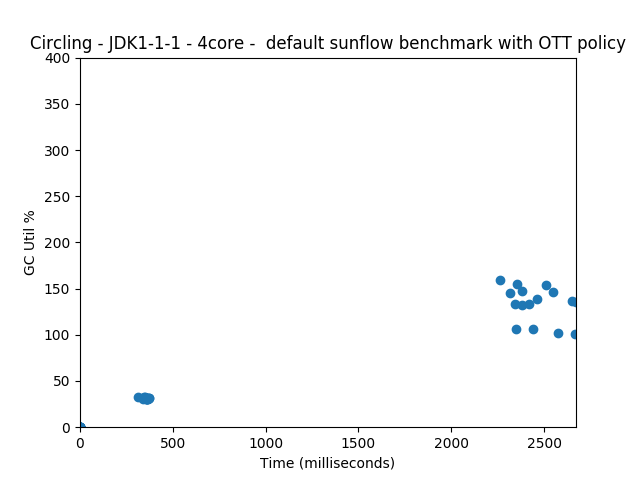 Circling - JDK1-1-1 - 4core -  default sunflow benchmark with OTT policy
400
350
300
250
200
150
100
50
0
GC Util %
0 500 1000 1500 2000 2500
Time (milliseconds)